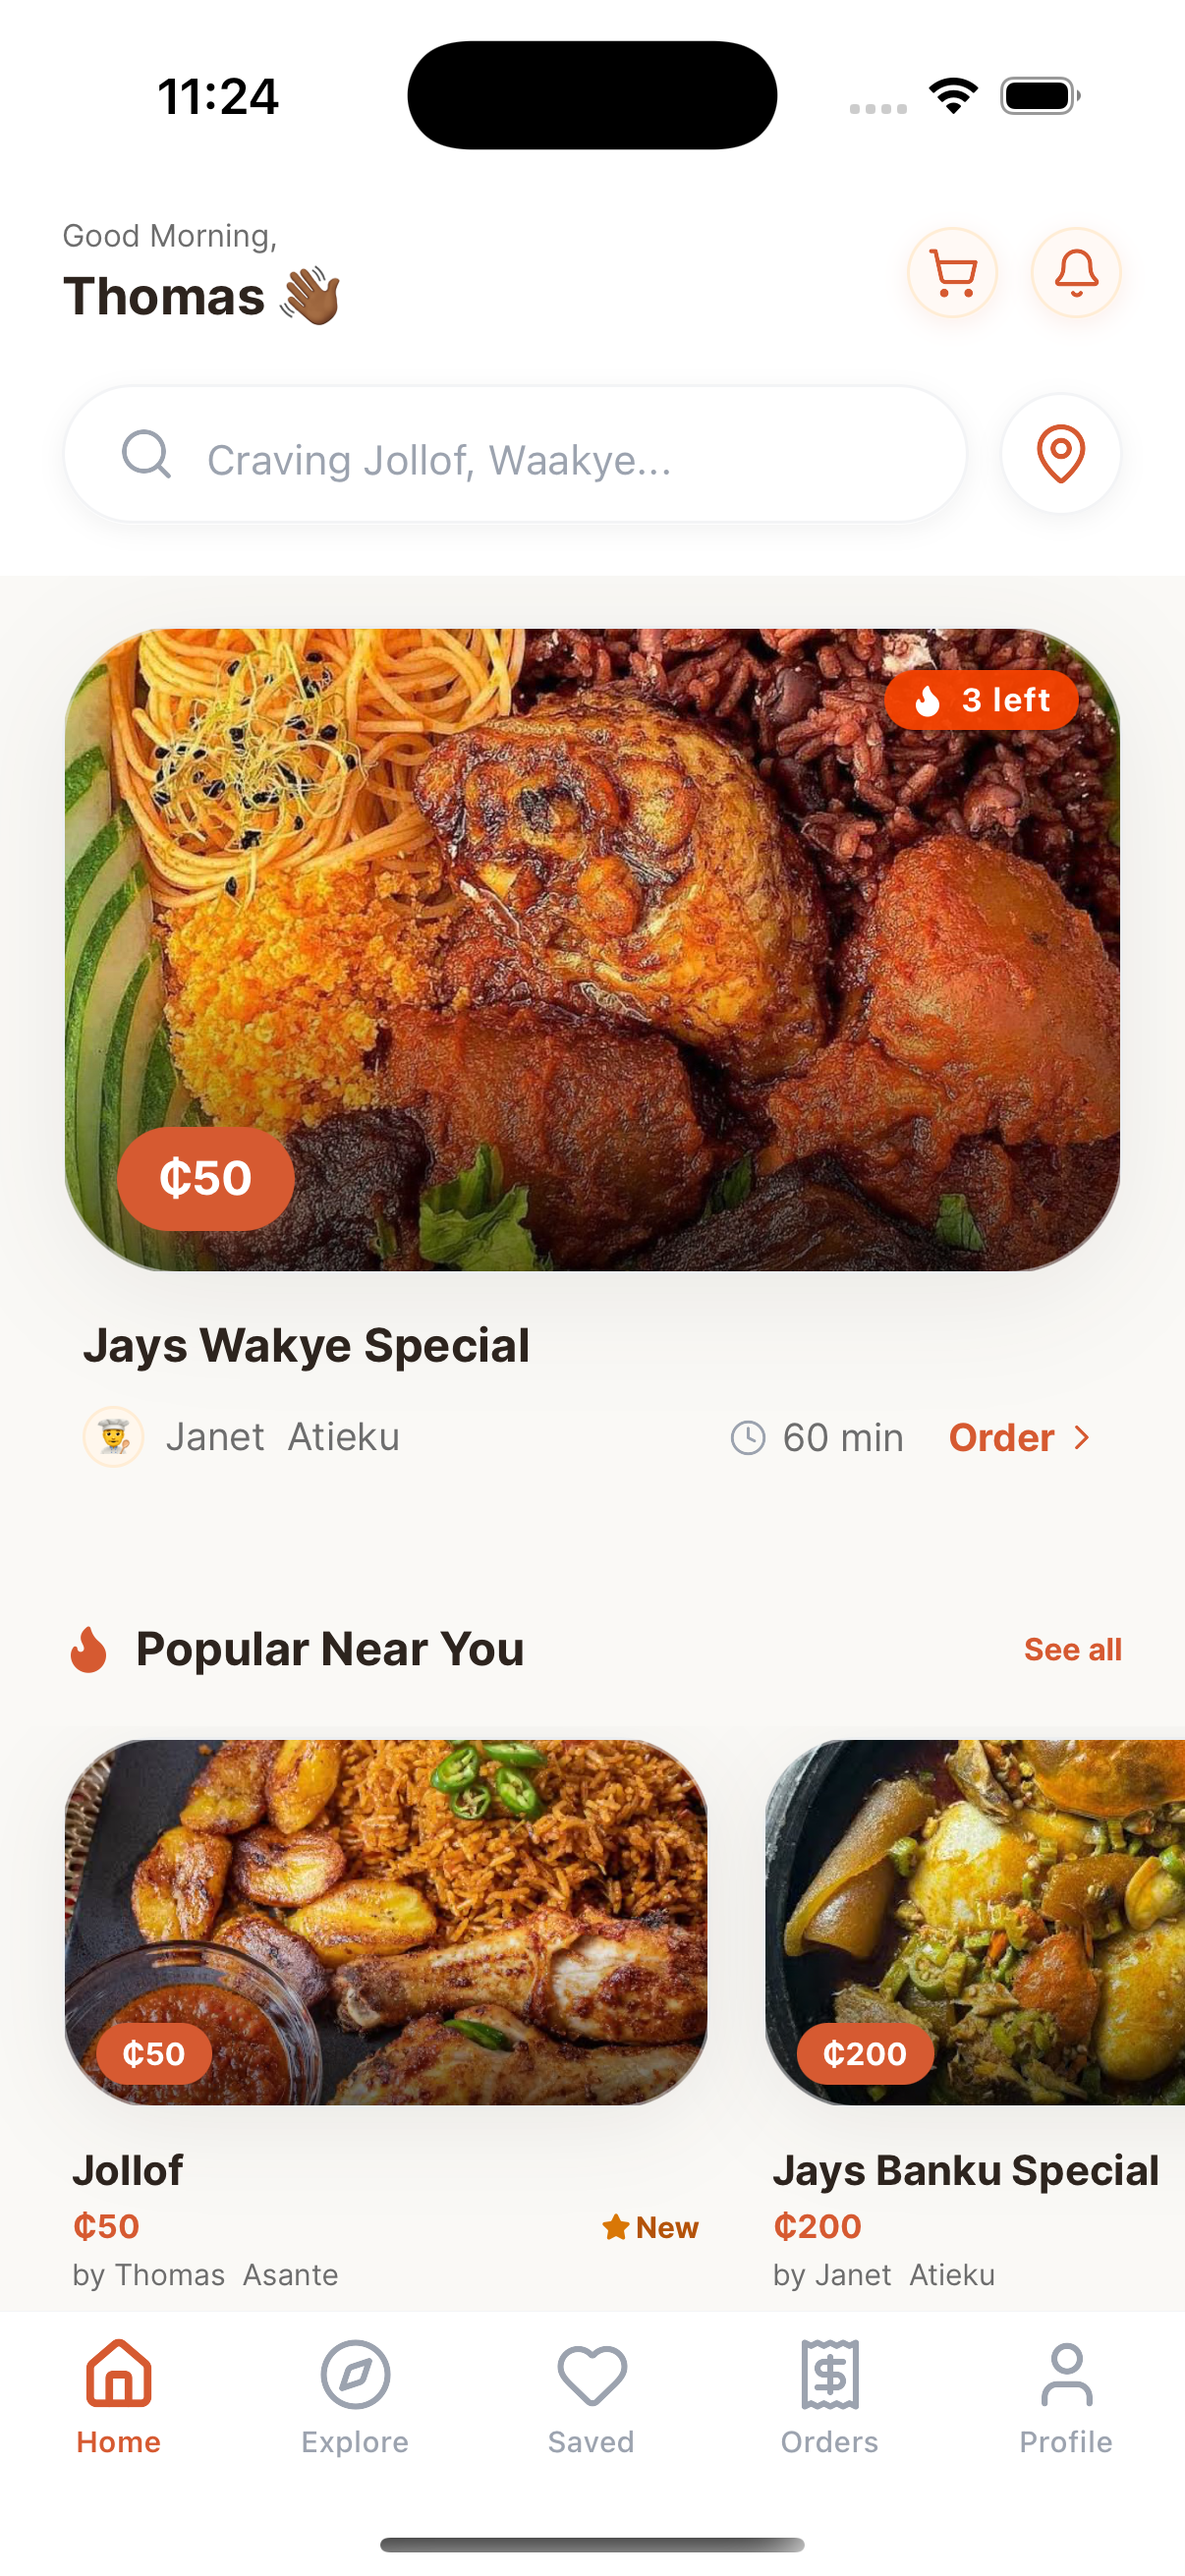 11:24
Good Morning,
Thomas 👋🏾
Craving Jollof, Waakye...
3 left
₵50
Jays Wakye Special
Janet  Atieku
60 min
Order
Popular Near You
See all
₵50
₵200
Jollof
Jays Banku Special
₵50
New
₵200
by Thomas  Asante
by Janet  Atieku
Home
Explore
Saved
Orders
Profile